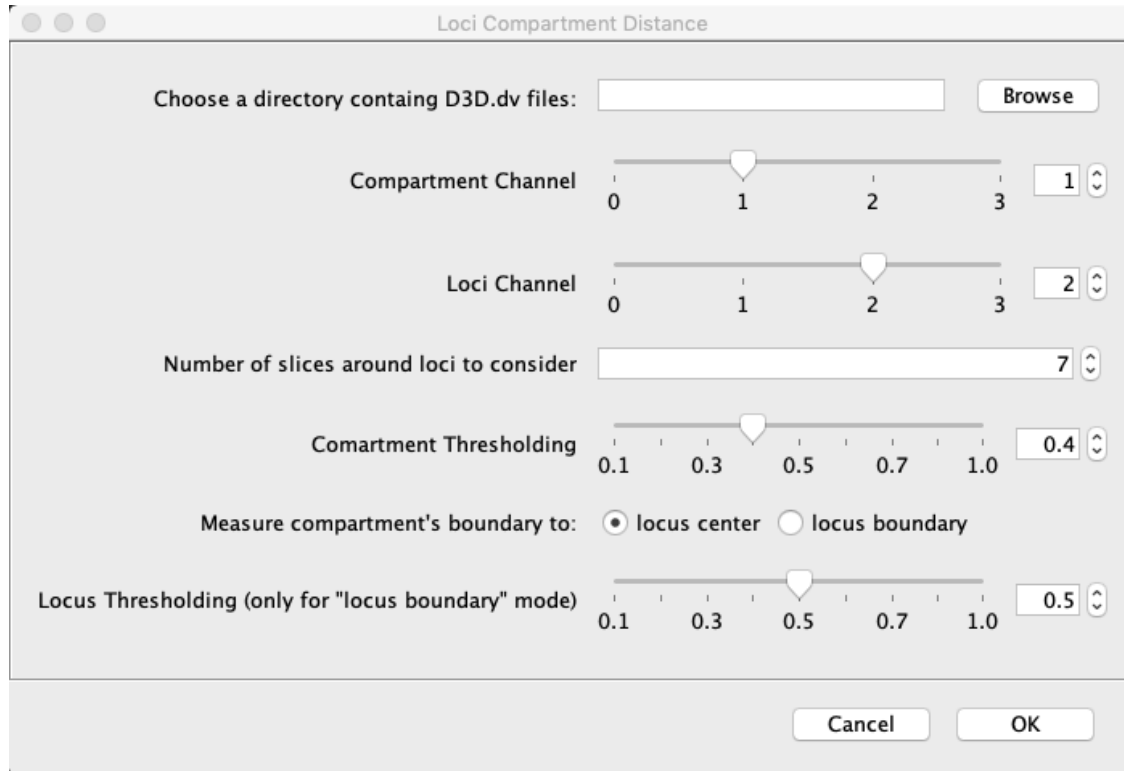 Loci Compartment Distance
Choose a directory containg D3D.dv files: Browse
Compartment Channel 1
0 1 2 3
Loci Channel 2
0 1 2 3
Number of slices around loci to consider 7
Comartment Thresholding 0.4
0.1 0.3 0.5 0.7 1.0
Measure compartment's boundary to: locus center locus boundary
Locus Thresholding (only for "locus boundary" mode) 0.5
0.1 0.3 0.5 0.7 1.0
Cancel OK